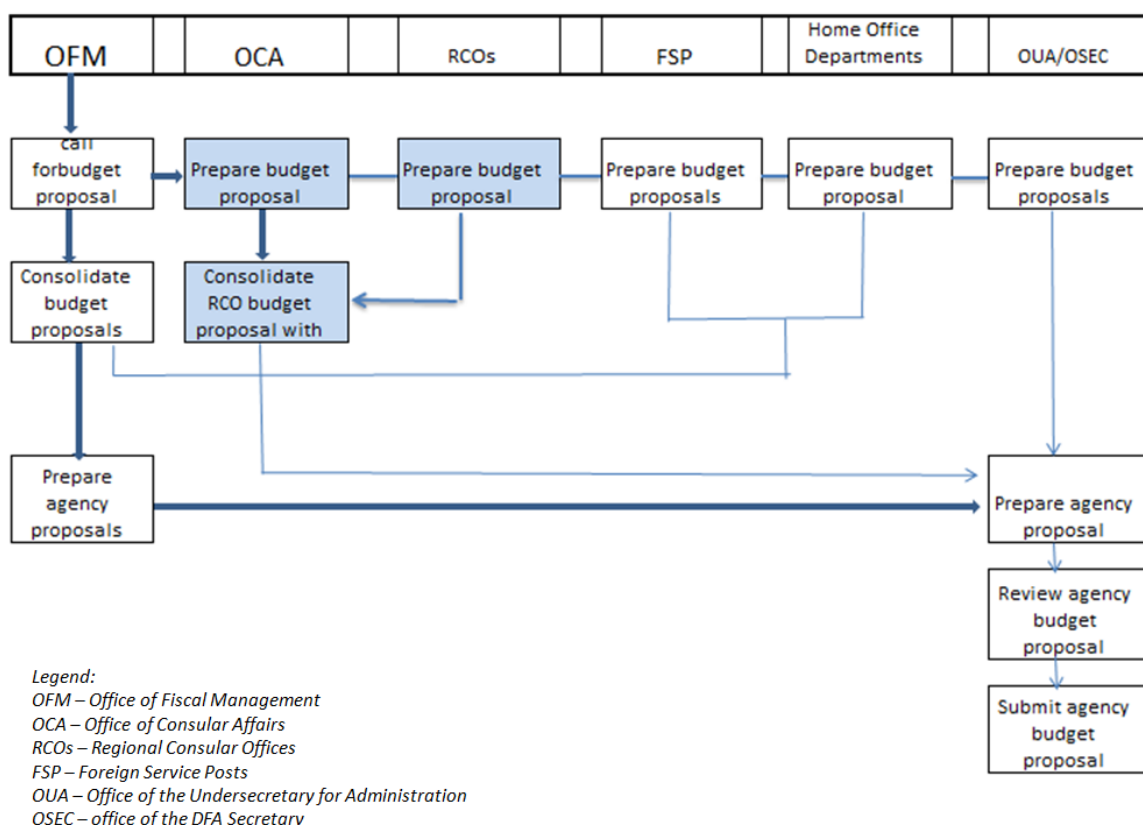 OFM
OCA
RCOs
FSP
Home Office
Departments
OUA/OSEC
call
forbudget
proposal
Prepare budget
proposal
Prepare budget
proposal
Prepare budget
proposals
Prepare budget
proposal
Prepare budget
proposals
Consolidate
budget
proposals
Consolidate
RCO budget
proposal with
Prepare
agency
proposals
Prepare agency
proposal
Review agency
budget
proposal
Submit agency
budget
proposal
Legend:
OFM – Office of Fiscal Management
OCA – Office of Consular Affairs
RCOs – Regional Consular Offices
FSP – Foreign Service Posts
OUA – Office of the Undersecretary for Administration
OSEC – office of the DFA Secretary